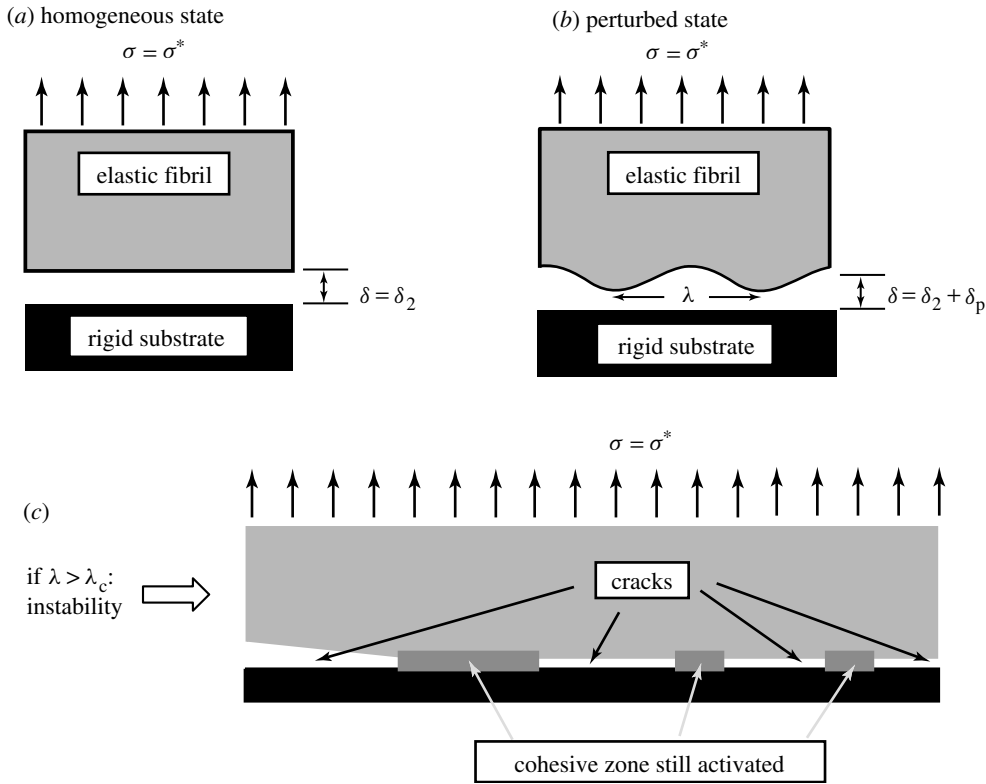 (a) homogeneous state
σ = σ*
elastic fibril
δ = δ₂
rigid substrate
(b) perturbed state
σ = σ*
elastic fibril
λ
δ = δ₂ + δₚ
rigid substrate
σ = σ*
(c)
if λ > λc:
instability
cracks
cohesive zone still activated